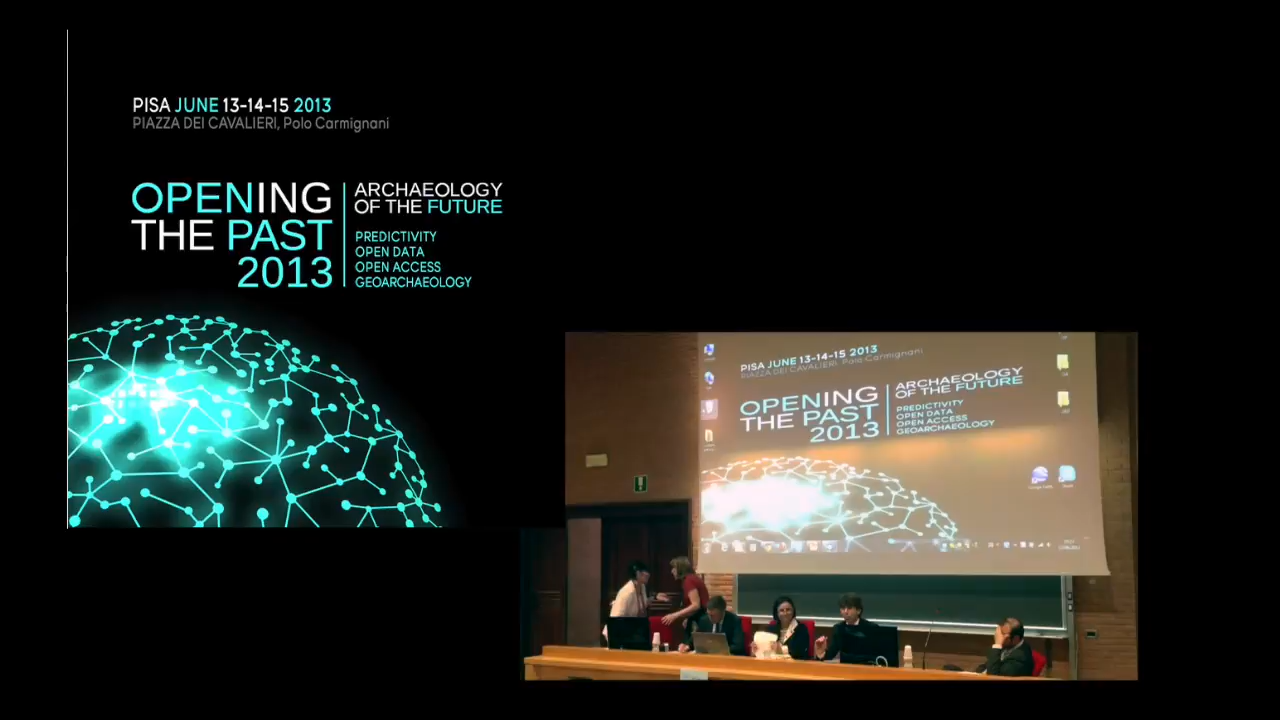 PISA JUNE 13-14-15 2013
PIAZZA DEI CAVALIERI, Polo Carmignani
OPENING
THE PAST
2013
ARCHAEOLOGY
OF THE FUTURE
PREDICTIVITY
OPEN DATA
OPEN ACCESS
GEOARCHAEOLOGY
PISA JUNE 13-14-15 2013
PIAZZA DEI CAVALIERI, Polo Carmignani
OPENING
THE PAST
2013
ARCHAEOLOGY
OF THE FUTURE
PREDICTIVITY
OPEN DATA
OPEN ACCESS
GEOARCHAEOLOGY